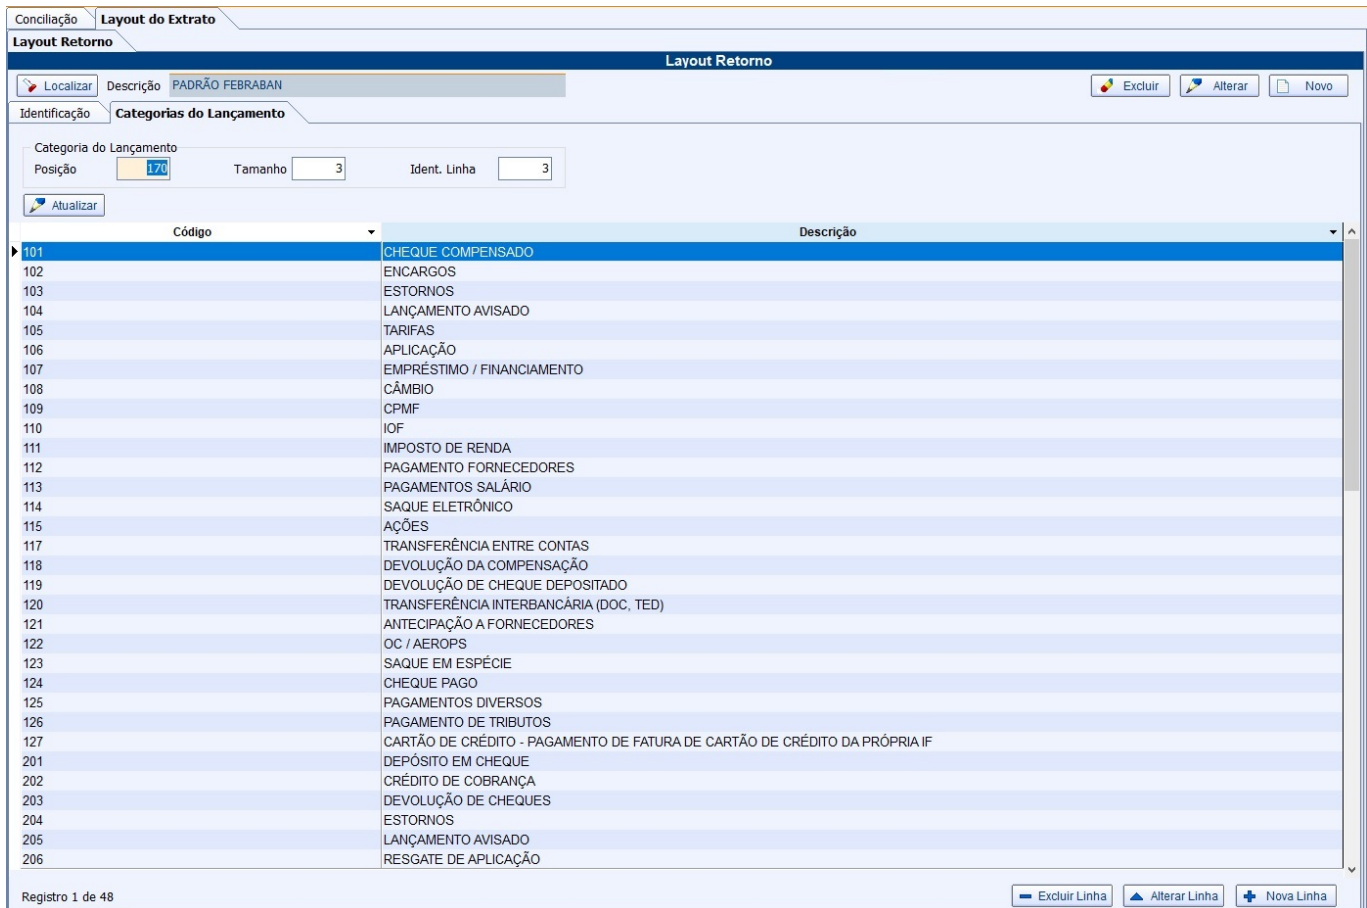 Conciliação Layout do Extrato
Layout Retorno
Layout Retorno
Localizar Descrição PADRÃO FEBRABAN Excluir Alterar Novo
Identificação Categorias do Lançamento
Categoria do Lançamento
Posição 170 Tamanho 3 Ident. Linha 3
Atualizar
Código Descrição
101 CHEQUE COMPENSADO
102 ENCARGOS
103 ESTORNOS
104 LANÇAMENTO AVISADO
105 TARIFAS
106 APLICAÇÃO
107 EMPRÉSTIMO / FINANCIAMENTO
108 CÂMBIO
109 CPMF
110 IOF
111 IMPOSTO DE RENDA
112 PAGAMENTO FORNECEDORES
113 PAGAMENTOS SALÁRIO
114 SAQUE ELETRÔNICO
115 AÇÕES
117 TRANSFERÊNCIA ENTRE CONTAS
118 DEVOLUÇÃO DA COMPENSAÇÃO
119 DEVOLUÇÃO DE CHEQUE DEPOSITADO
120 TRANSFERÊNCIA INTERBANCÁRIA (DOC, TED)
121 ANTECIPAÇÃO A FORNECEDORES
122 OC / AEROPS
123 SAQUE EM ESPÉCIE
124 CHEQUE PAGO
125 PAGAMENTOS DIVERSOS
126 PAGAMENTO DE TRIBUTOS
127 CARTÃO DE CRÉDITO - PAGAMENTO DE FATURA DE CARTÃO DE CRÉDITO DA PRÓPRIA IF
201 DEPÓSITO EM CHEQUE
202 CRÉDITO DE COBRANÇA
203 DEVOLUÇÃO DE CHEQUES
204 ESTORNOS
205 LANÇAMENTO AVISADO
206 RESGATE DE APLICAÇÃO
Registro 1 de 48 Excluir Linha Alterar Linha Nova Linha